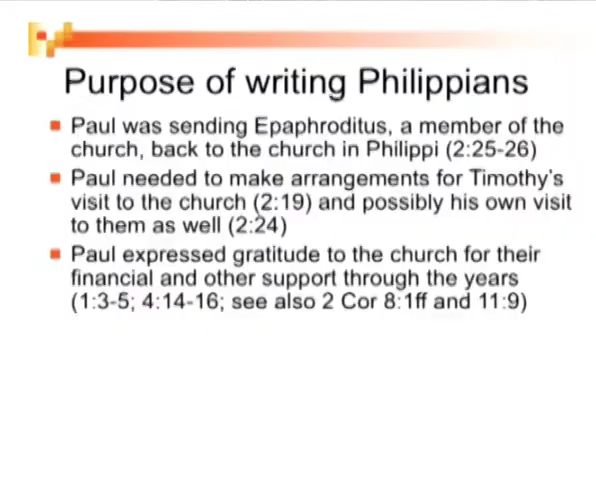 Purpose of writing Philippians
Paul was sending Epaphroditus, a member of the
church, back to the church in Philippi (2:25-26)
Paul needed to make arrangements for Timothy's
visit to the church (2:19) and possibly his own visit
to them as well (2:24)
Paul expressed gratitude to the church for their
financial and other support through the years
(1:3-5; 4:14-16; see also 2 Cor 8:1ff and 11:9)